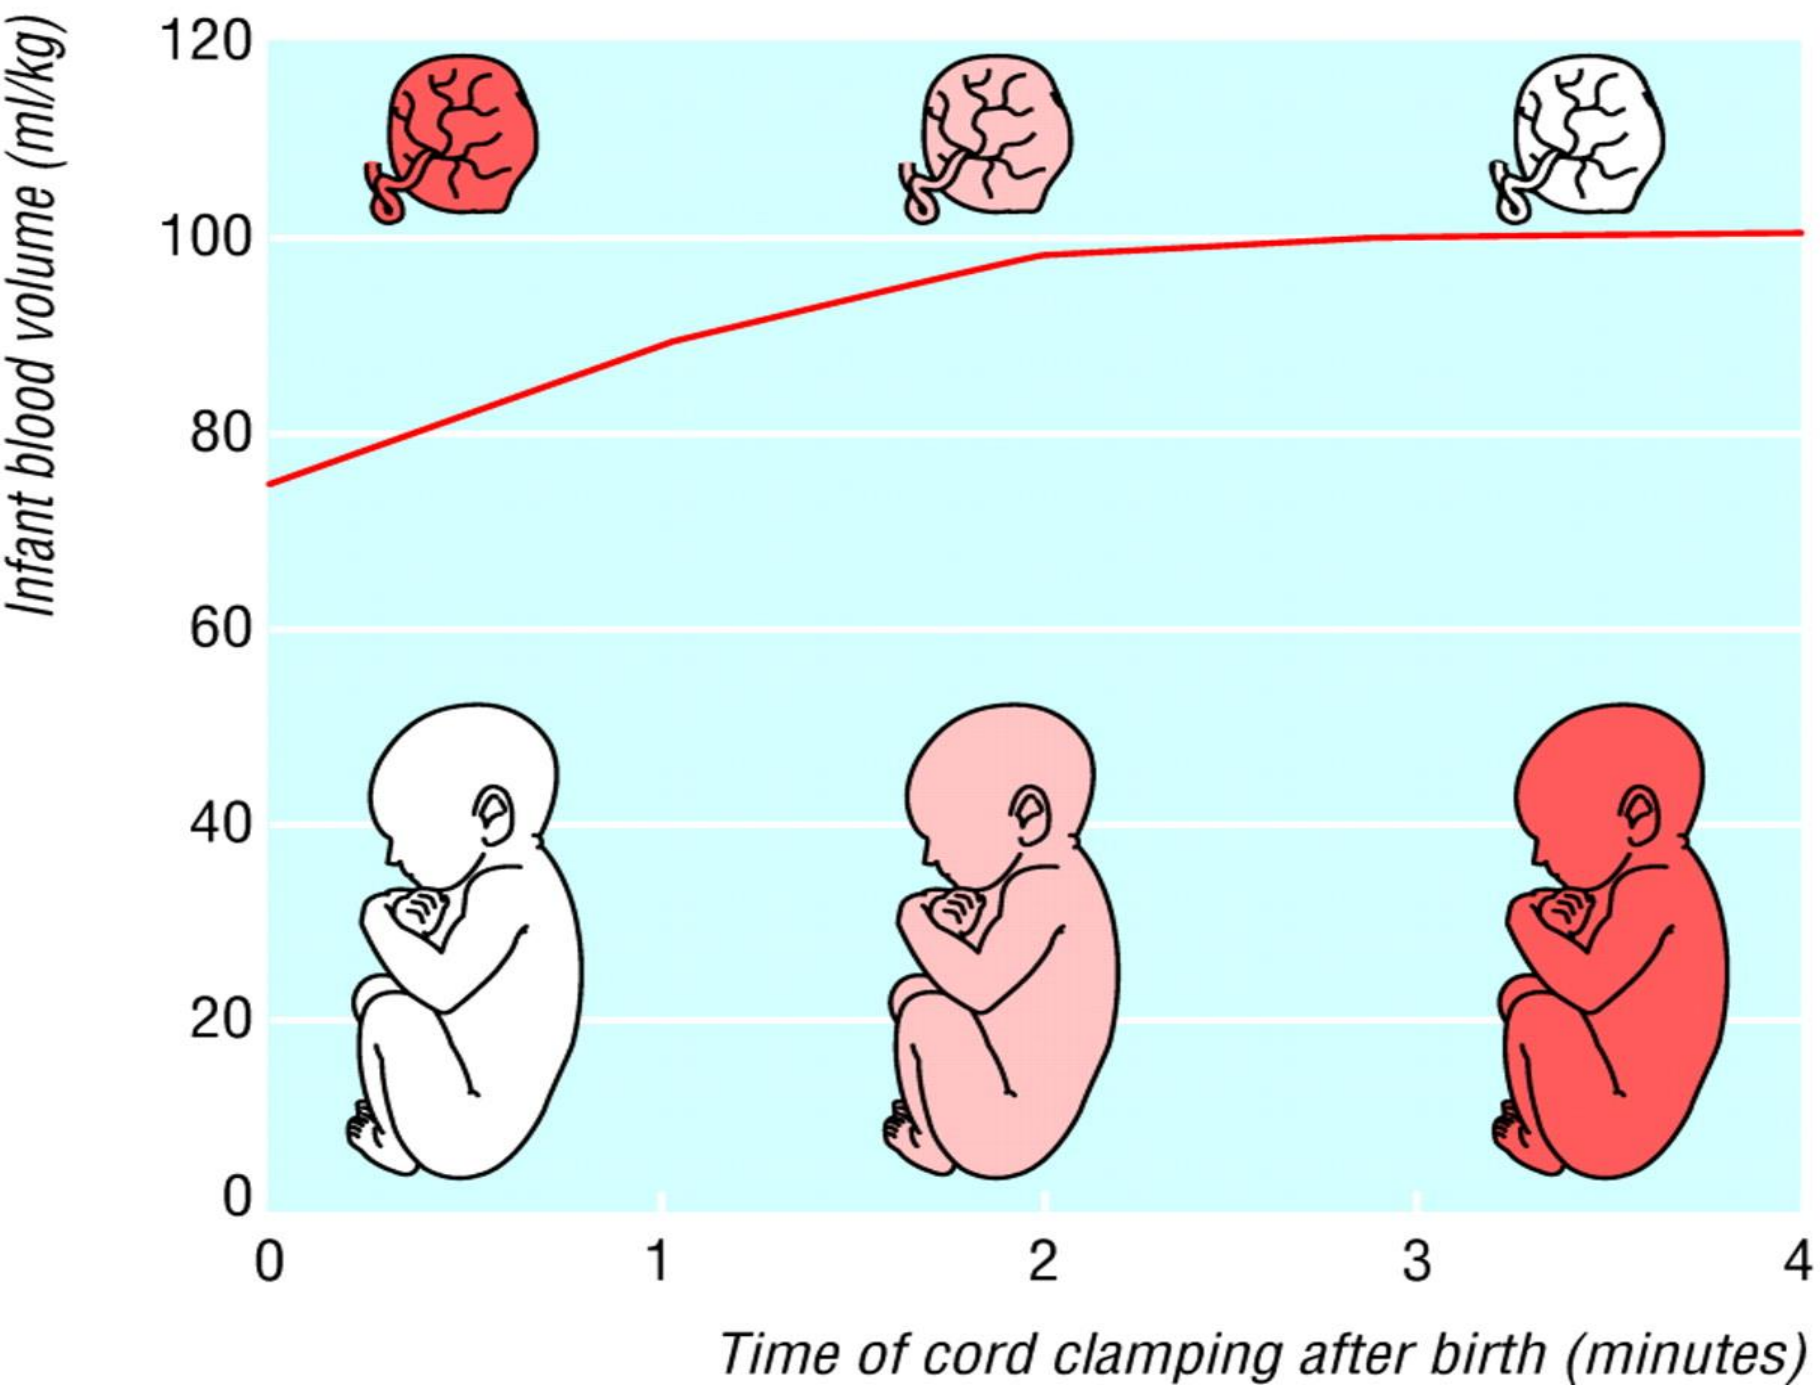 Infant blood volume (ml/kg)
120
100
80
60
40
20
0
0 1 2 3 4
Time of cord clamping after birth (minutes)